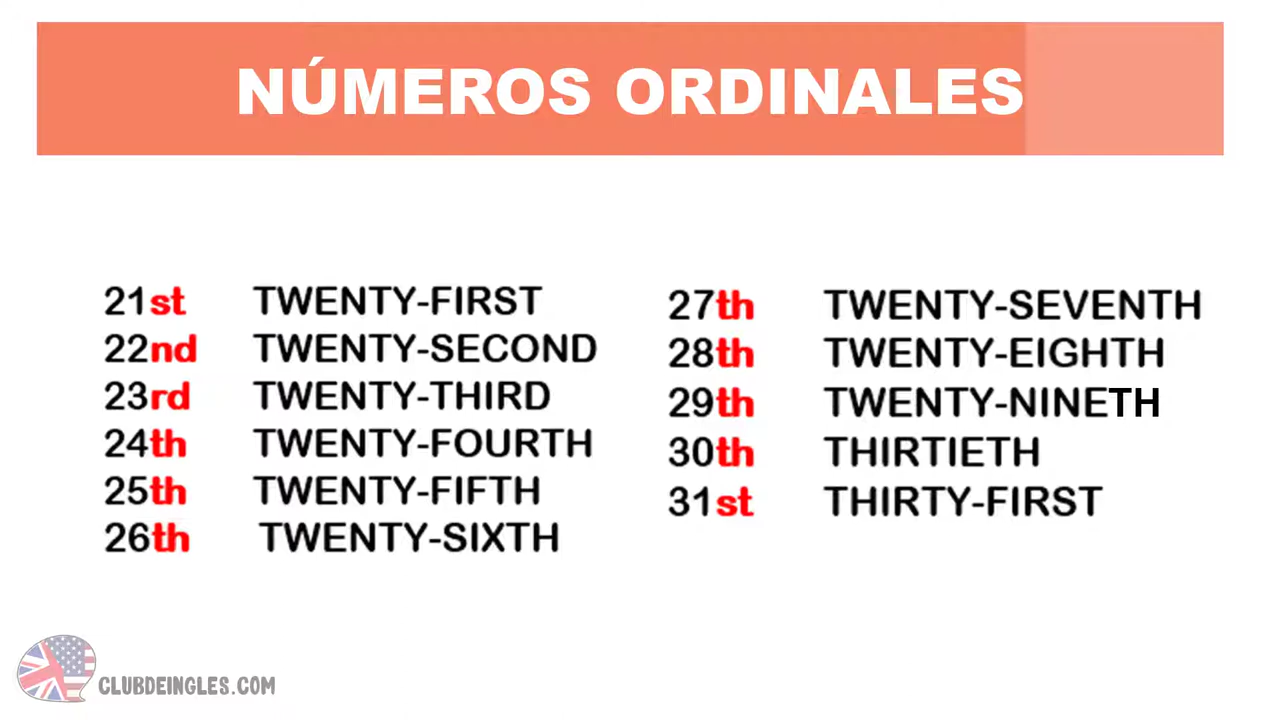 NÚMEROS ORDINALES
21st TWENTY-FIRST
22nd TWENTY-SECOND
23rd TWENTY-THIRD
24th TWENTY-FOURTH
25th TWENTY-FIFTH
26th TWENTY-SIXTH
27th TWENTY-SEVENTH
28th TWENTY-EIGHTH
29th TWENTY-NINETH
30th THIRTIETH
31st THIRTY-FIRST
CLUBDEINGLES.COM